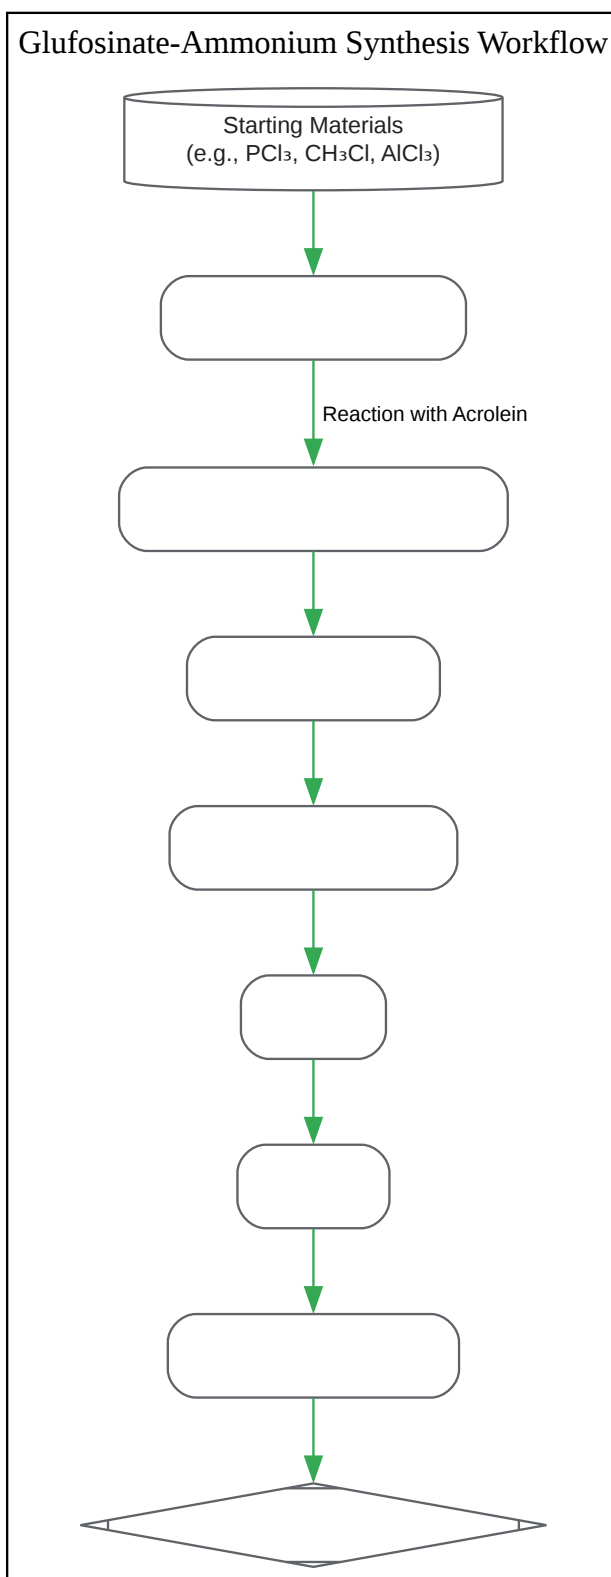 Glufosinate-Ammonium Synthesis Workflow
Starting Materials
(e.g., PCl₃, CH₃Cl, AlCl₃)
Reaction with Acrolein